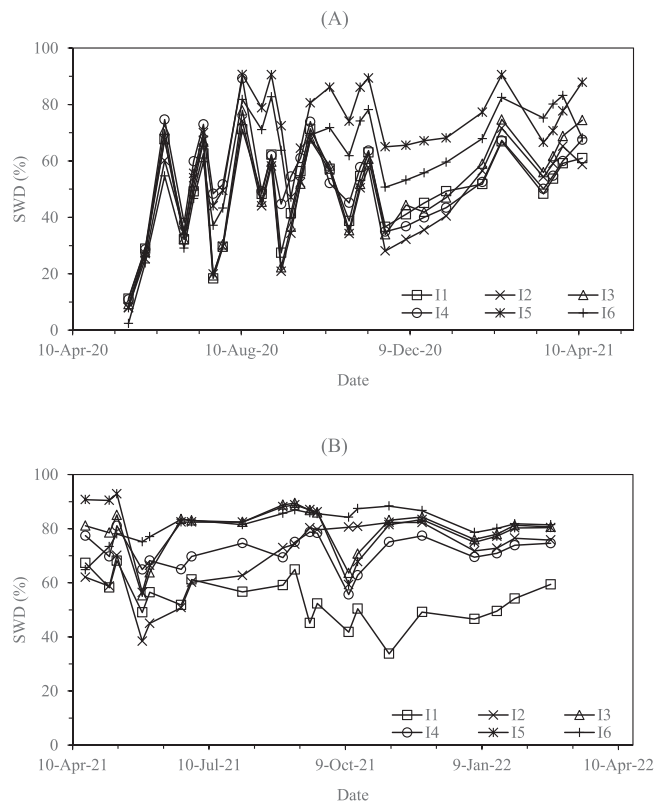 (A)
100
80
60
40
20
0
SWD (%)
I1 I2 I3
I4 I5 I6
10-Apr-20 10-Aug-20 9-Dec-20 10-Apr-21
Date
(B)
100
80
60
40
20
0
SWD (%)
I1 I2 I3
I4 I5 I6
10-Apr-21 10-Jul-21 9-Oct-21 9-Jan-22 10-Apr-22
Date